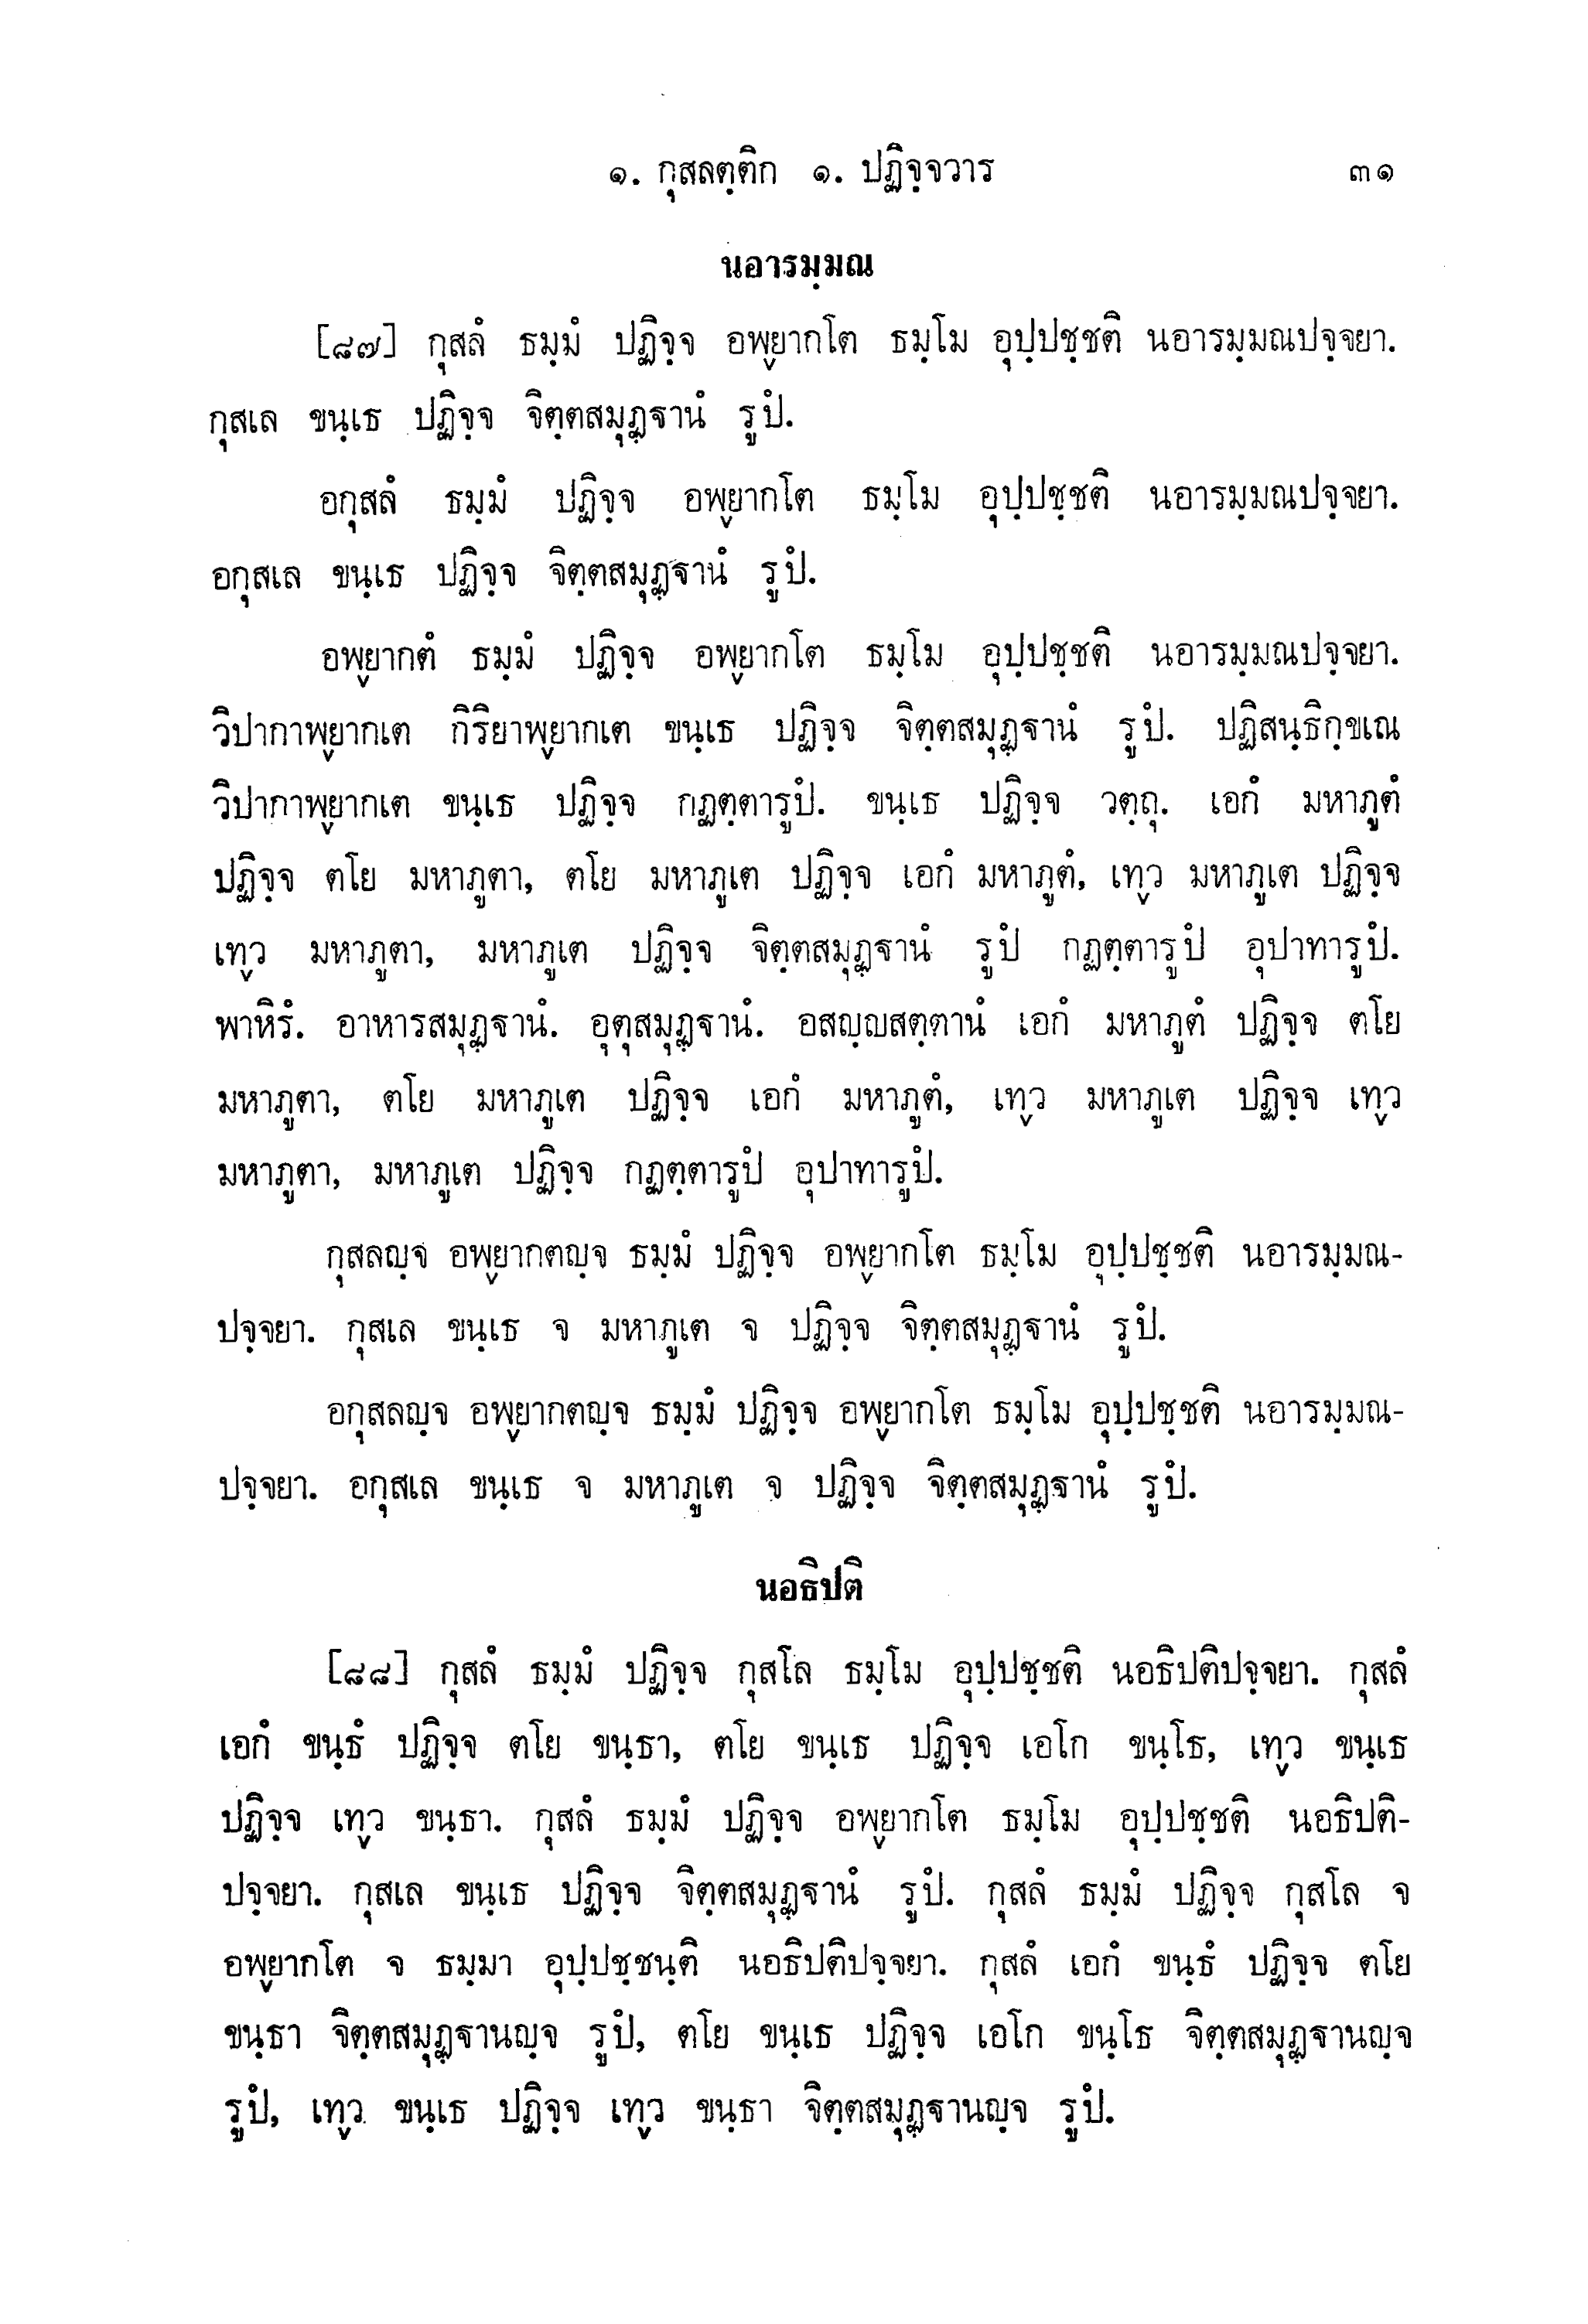 ๑. กุสลตฺติก ๑. ปฏิจฺจวาร ๓๑
นอารมฺมณ
[๘๗] กุสลํ ธมฺมํ ปฏิจฺจ อพฺยากโต ธมฺโม อุปฺปชฺชติ นอารมฺมณปจฺจยา.
กุสเล ขนฺเธ ปฏิจฺจ จิตฺตสมุฏฺฐานํ รูปํ.
อกุสลํ ธมฺมํ ปฏิจฺจ อพฺยากโต ธมฺโม อุปฺปชฺชติ นอารมฺมณปจฺจยา.
อกุสเล ขนฺเธ ปฏิจฺจ จิตฺตสมุฏฺฐานํ รูปํ.
อพฺยากตํ ธมฺมํ ปฏิจฺจ อพฺยากโต ธมฺโม อุปฺปชฺชติ นอารมฺมณปจฺจยา.
วิปากาพฺยากเต กิริยาพฺยากเต ขนฺเธ ปฏิจฺจ จิตฺตสมุฏฺฐานํ รูปํ. ปฏิสนฺธิกฺขเณ
วิปากาพฺยากเต ขนฺเธ ปฏิจฺจ กฏตฺตารูปํ. ขนฺเธ ปฏิจฺจ วตฺถุ. เอกํ มหาภูตํ
ปฏิจฺจ ตโย มหาภูตา, ตโย มหาภูเต ปฏิจฺจ เอกํ มหาภูตํ, เทฺว มหาภูเต ปฏิจฺจ
เทฺว มหาภูตา, มหาภูเต ปฏิจฺจ จิตฺตสมุฏฺฐานํ รูปํ กฏตฺตารูปํ อุปาทารูปํ.
พาหิรํ. อาหารสมุฏฺฐานํ. อุตุสมุฏฺฐานํ. อสญฺญสตฺตานํ เอกํ มหาภูตํ ปฏิจฺจ ตโย
มหาภูตา, ตโย มหาภูเต ปฏิจฺจ เอกํ มหาภูตํ, เทฺว มหาภูเต ปฏิจฺจ เทฺว
มหาภูตา, มหาภูเต ปฏิจฺจ กฏตฺตารูปํ อุปาทารูปํ.
กุสลญฺจ อพฺยากตญฺจ ธมฺมํ ปฏิจฺจ อพฺยากโต ธมฺโม อุปฺปชฺชติ นอารมฺมณ-
ปจฺจยา. กุสเล ขนฺเธ จ มหาภูเต จ ปฏิจฺจ จิตฺตสมุฏฺฐานํ รูปํ.
อกุสลญฺจ อพฺยากตญฺจ ธมฺมํ ปฏิจฺจ อพฺยากโต ธมฺโม อุปฺปชฺชติ นอารมฺมณ-
ปจฺจยา. อกุสเล ขนฺเธ จ มหาภูเต จ ปฏิจฺจ จิตฺตสมุฏฺฐานํ รูปํ.
นอธิปติ
[๘๘] กุสลํ ธมฺมํ ปฏิจฺจ กุสโล ธมฺโม อุปฺปชฺชติ นอธิปติปจฺจยา. กุสลํ
เอกํ ขนฺธํ ปฏิจฺจ ตโย ขนฺธา, ตโย ขนฺเธ ปฏิจฺจ เอโก ขนฺโธ, เทฺว ขนฺเธ
ปฏิจฺจ เทฺว ขนฺธา. กุสลํ ธมฺมํ ปฏิจฺจ อพฺยากโต ธมฺโม อุปฺปชฺชติ นอธิปติ-
ปจฺจยา. กุสเล ขนฺเธ ปฏิจฺจ จิตฺตสมุฏฺฐานํ รูปํ. กุสลํ ธมฺมํ ปฏิจฺจ กุสโล จ
อพฺยากโต จ ธมฺมา อุปฺปชฺชนฺติ นอธิปติปจฺจยา. กุสลํ เอกํ ขนฺธํ ปฏิจฺจ ตโย
ขนฺธา จิตฺตสมุฏฺฐานญฺจ รูปํ, ตโย ขนฺเธ ปฏิจฺจ เอโก ขนฺโธ จิตฺตสมุฏฺฐานญฺจ
รูปํ, เทฺว ขนฺเธ ปฏิจฺจ เทฺว ขนฺธา จิตฺตสมุฏฺฐานญฺจ รูปํ.